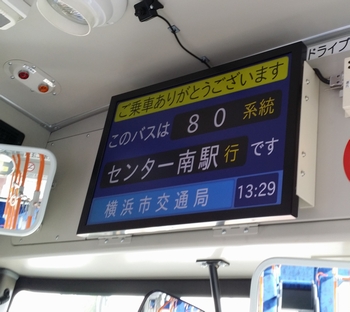 ご乗車ありがとうございます
このバスは 80 系統
センター南駅 行 です
横浜市交通局 13:29
ドライブ